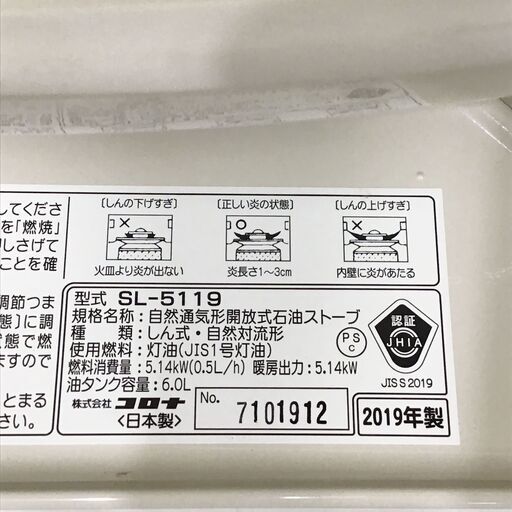 してくださ
を「燃焼」
引しさげて
ことを確
調節つま
態〕に調
状態で燃
ますので
とまる
〔しんの下げすぎ〕
×
火皿より炎が出ない
〔正しい炎の状態〕
○
炎長さ1〜3cm
〔しんの上げすぎ〕
×
内壁に炎があたる
型式 SL-5119
規格名称：自然通気形開放式石油ストーブ
種　類：しん式・自然対流形
使用燃料：灯油(JIS1号灯油)
燃料消費量：5.14kW(0.5L/h) 暖房出力：5.14kW
油タンク容量：6.0L
株式会社 コロナ
〈日本製〉
No. 7101912
2019年製
PSC
認証
JHIA
JIS S 2019